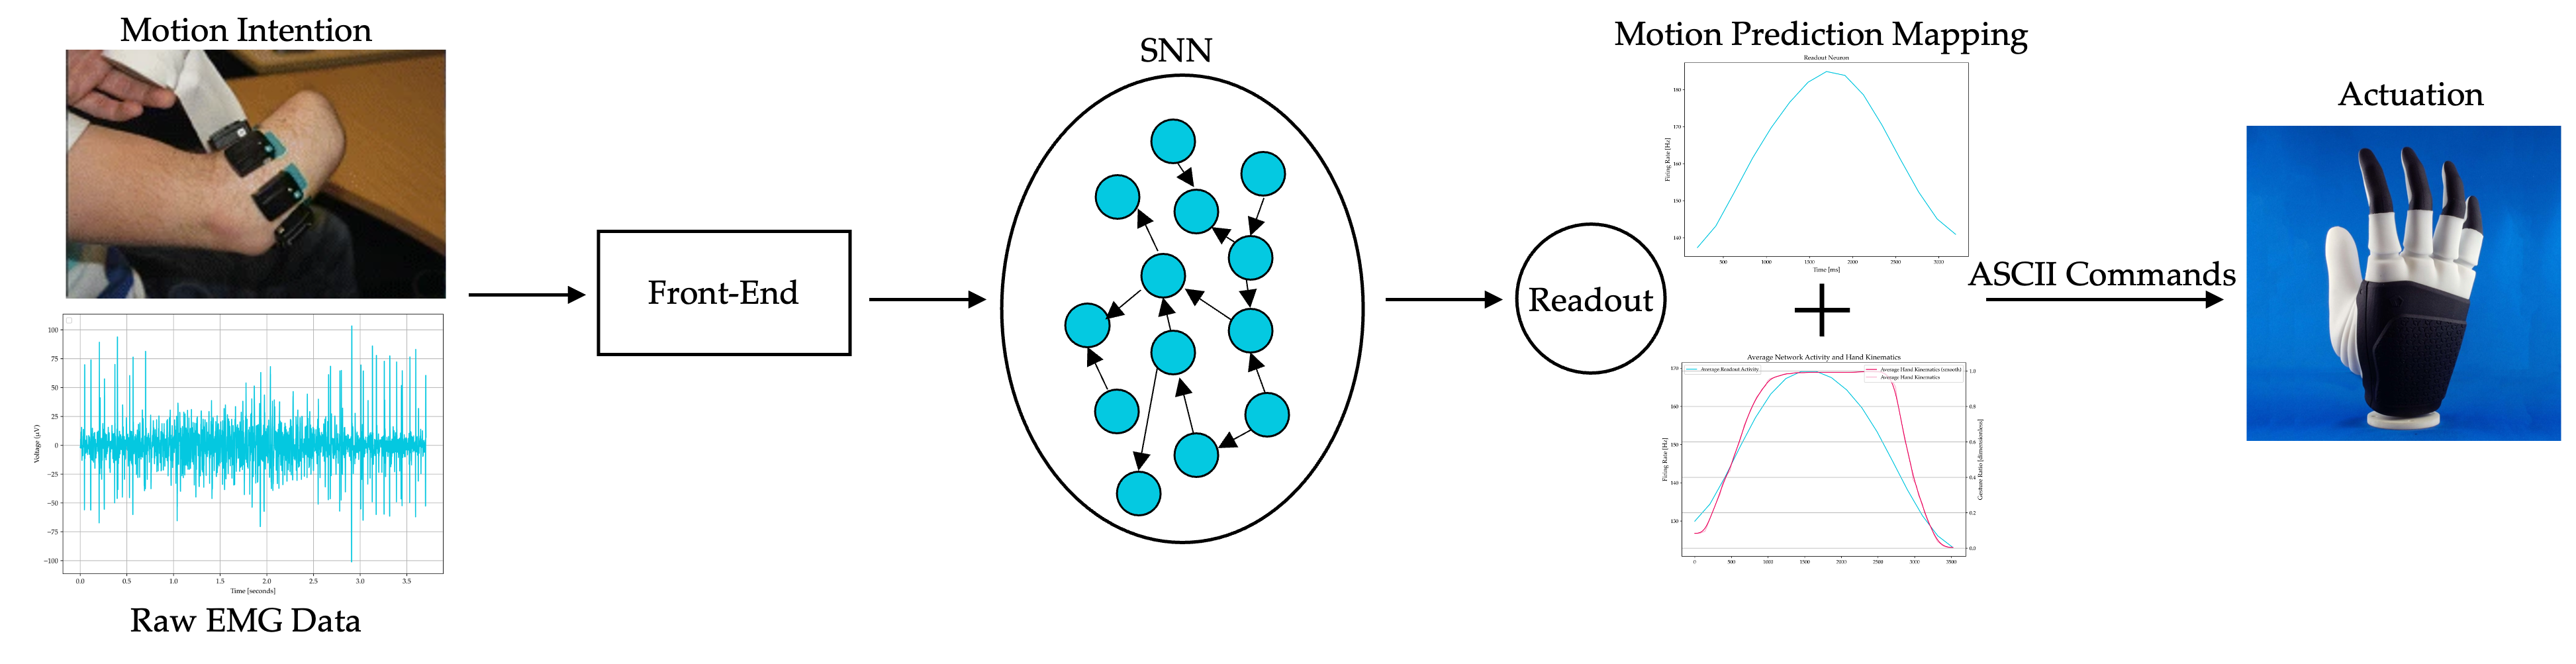 Motion Intention
100
75
50
25
0
−25
−50
−75
−100
Voltage (μV)
0.0 0.5 1.0 1.5 2.0 2.5 3.0 3.5
Time [seconds]
Raw EMG Data
Front-End
SNN
Readout
Motion Prediction Mapping
Readout Neuron
180
170
160
150
140
Firing Rate [Hz]
500 1000 1500 2000 2500 3000
Time [ms]
Average Network Activity and Hand Kinematics
Average Readout Activity
Average Hand Kinematics (smooth)
Average Hand Kinematics
170
160
150
140
130
Firing Rate [Hz]
1.0
0.8
0.6
0.4
0.2
0.0
Gesture Ratio [dimensionless]
0 500 1000 1500 2000 2500 3000 3500
ASCII Commands
Actuation